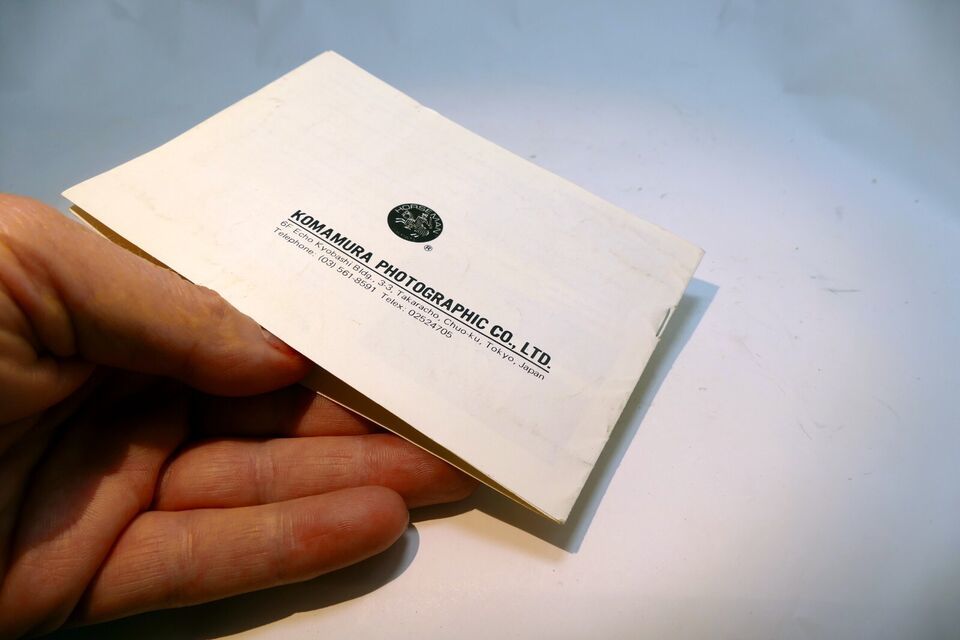 HORSEMAN
®
KOMAMURA PHOTOGRAPHIC CO., LTD.
6F Echo Kyobashi Bldg., 3-3, Takaracho, Chuo-ku, Tokyo, Japan
Telephone: (03) 561-8591 Telex: 02524705